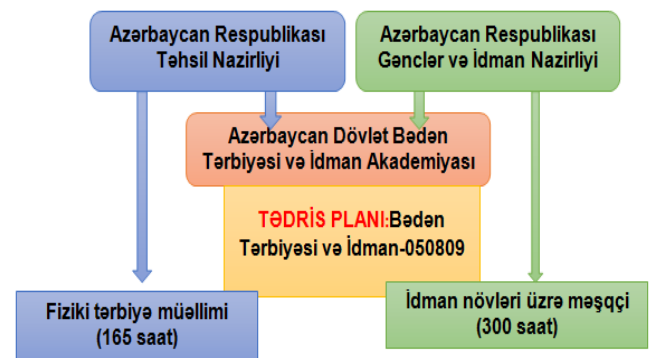 Azərbaycan Respublikası
Təhsil Nazirliyi
Azərbaycan Respublikası
Gənclər və İdman Nazirliyi
Azərbaycan Dövlət Bədən
Tərbiyəsi və İdman Akademiyası
TƏDRİS PLANI:Bədən
Tərbiyəsi və İdman-050809
Fiziki tərbiyə müəllimi
(165 saat)
İdman növləri üzrə məşqçi
(300 saat)